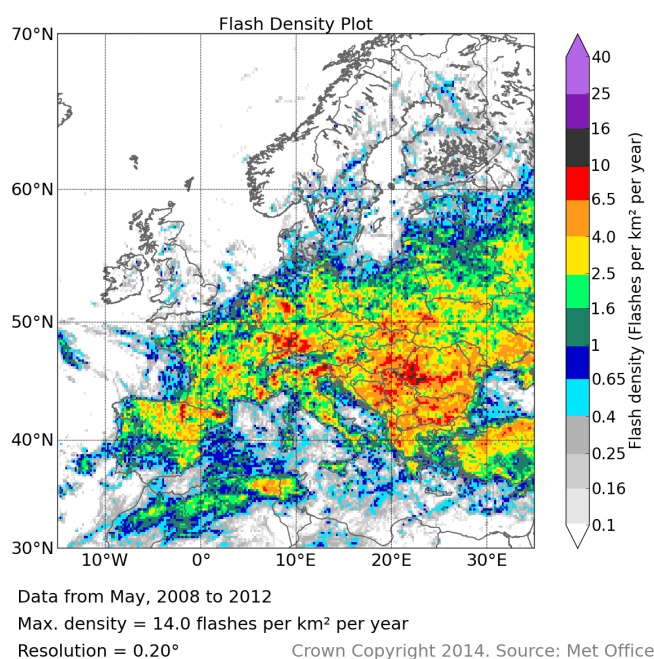 Flash Density Plot
70°N
60°N
50°N
40°N
30°N
10°W
0°
10°E
20°E
30°E
40
25
16
10
6.5
4.0
2.5
1.6
1
0.65
0.4
0.25
0.16
0.1
Flash density (Flashes per km² per year)
Data from May, 2008 to 2012
Max. density = 14.0 flashes per km² per year
Resolution = 0.20°
Crown Copyright 2014. Source: Met Office